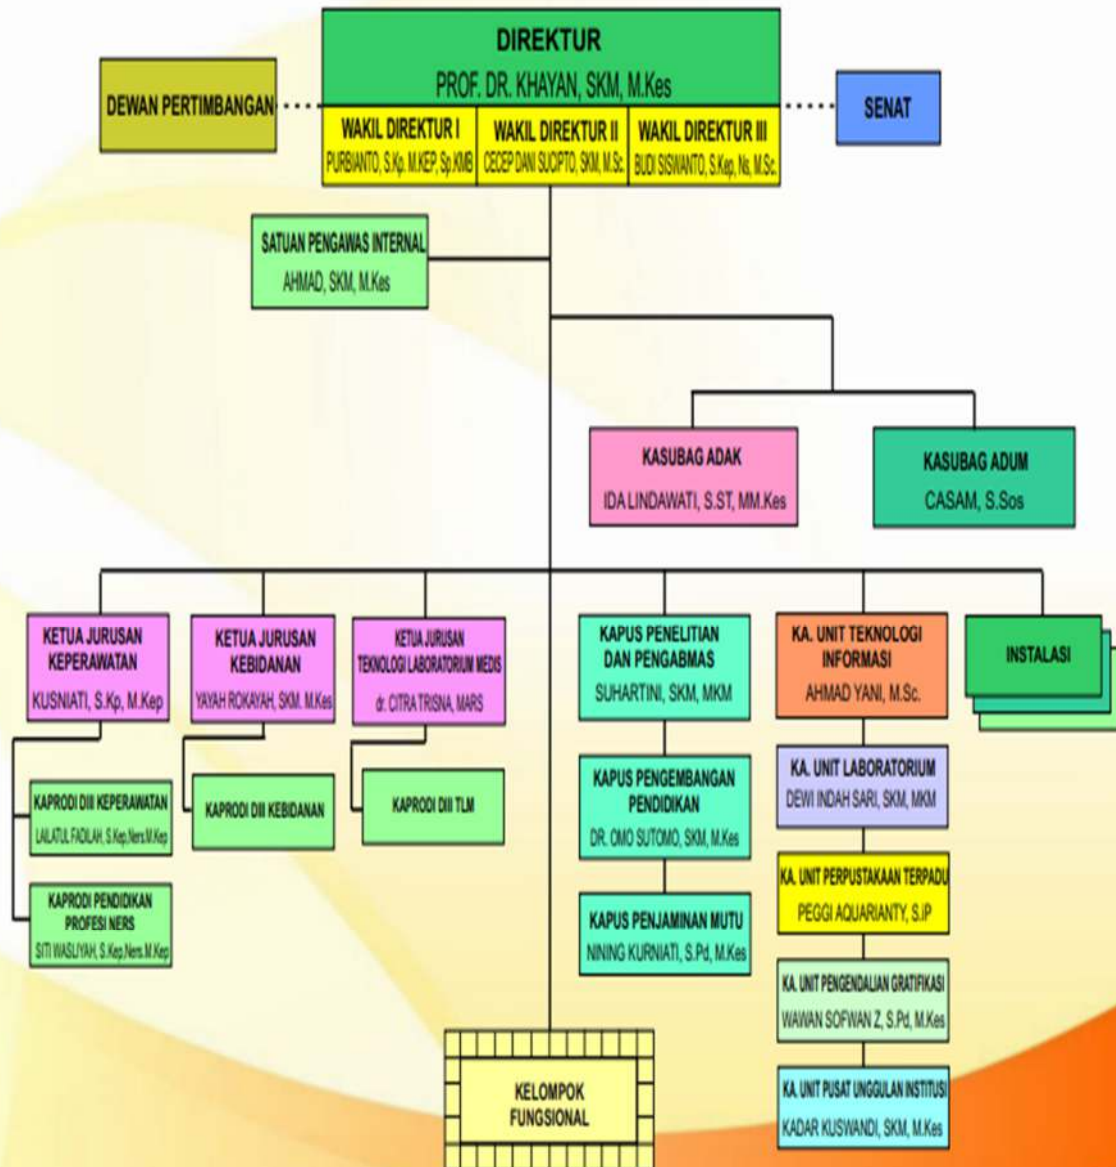 DIREKTUR
PROF. DR. KHAYAN, SKM, M.Kes
DEWAN PERTIMBANGAN
SENAT
WAKIL DIREKTUR I
PURBIANTO, S.Kp. M.KEP, Sp.KMB
WAKIL DIREKTUR II
CECEP DANI SUCIPTO, SKM, M.Sc.
WAKIL DIREKTUR III
BUDI SISWANTO, S.Kep, Ns, M.Sc.
SATUAN PENGAWAS INTERNAL
AHMAD, SKM, M.Kes
KASUBAG ADAK
IDA LINDAWATI, S.ST, MM.Kes
KASUBAG ADUM
CASAM, S.Sos
KETUA JURUSAN
KEPERAWATAN
KUSNIATI, S.Kp, M.Kep
KETUA JURUSAN
KEBIDANAN
YAYAH ROKAYAH, SKM. M.Kes
KETUA JURUSAN
TEKNOLOGI LABORATORIUM MEDIS
dr. CITRA TRISNA, MARS
KAPUS PENELITIAN
DAN PENGABMAS
SUHARTINI, SKM, MKM
KA. UNIT TEKNOLOGI
INFORMASI
AHMAD YANI, M.Sc.
INSTALASI
KAPRODI DIII KEPERAWATAN
LAILATUL FADILAH, S.Kep,Ners.M.Kep
KAPRODI DIII KEBIDANAN
KAPRODI DIII TLM
KAPRODI PENDIDIKAN
PROFESI NERS
SITI WASLIYAH, S.Kep,Ners.M.Kep
KAPUS PENGEMBANGAN
PENDIDIKAN
DR. OMO SUTOMO, SKM, M.Kes
KAPUS PENJAMINAN MUTU
NINING KURNIATI, S.Pd, M.Kes
KA. UNIT LABORATORIUM
DEWI INDAH SARI, SKM, MKM
KA. UNIT PERPUSTAKAAN TERPADU
PEGGI AQUARIANTY, S.IP
KA. UNIT PENGENDALIAN GRATIFIKASI
WAWAN SOFWAN Z, S.Pd, M.Kes
KA. UNIT PUSAT UNGGULAN INSTITUSI
KADAR KUSWANDI, SKM, M.Kes
KELOMPOK
FUNGSIONAL